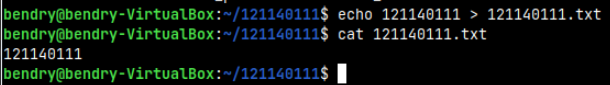 bendry@bendry-VirtualBox:~/121140111$ echo 121140111 > 121140111.txt
bendry@bendry-VirtualBox:~/121140111$ cat 121140111.txt
121140111
bendry@bendry-VirtualBox:~/121140111$